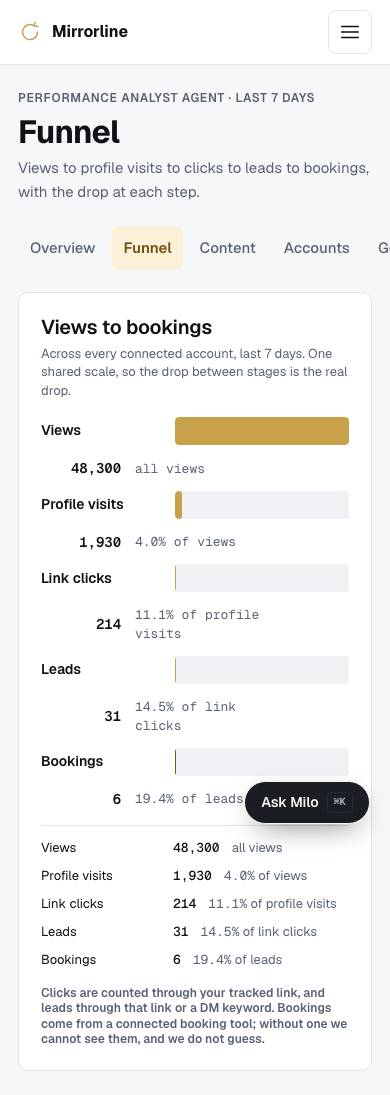 Mirrorline
PERFORMANCE ANALYST AGENT · LAST 7 DAYS
Funnel
Views to profile visits to clicks to leads to bookings,
with the drop at each step.
Overview Funnel Content Accounts
Views to bookings
Across every connected account, last 7 days. One
shared scale, so the drop between stages is the real
drop.
Views
48,300 all views
Profile visits
1,930 4.0% of views
Link clicks
214 11.1% of profile
visits
Leads
31 14.5% of link
clicks
Bookings
6 19.4% of leads
Ask Milo ⌘K
Views 48,300 all views
Profile visits 1,930 4.0% of views
Link clicks 214 11.1% of profile visits
Leads 31 14.5% of link clicks
Bookings 6 19.4% of leads
Clicks are counted through your tracked link, and
leads through that link or a DM keyword. Bookings
come from a connected booking tool; without one we
cannot see them, and we do not guess.